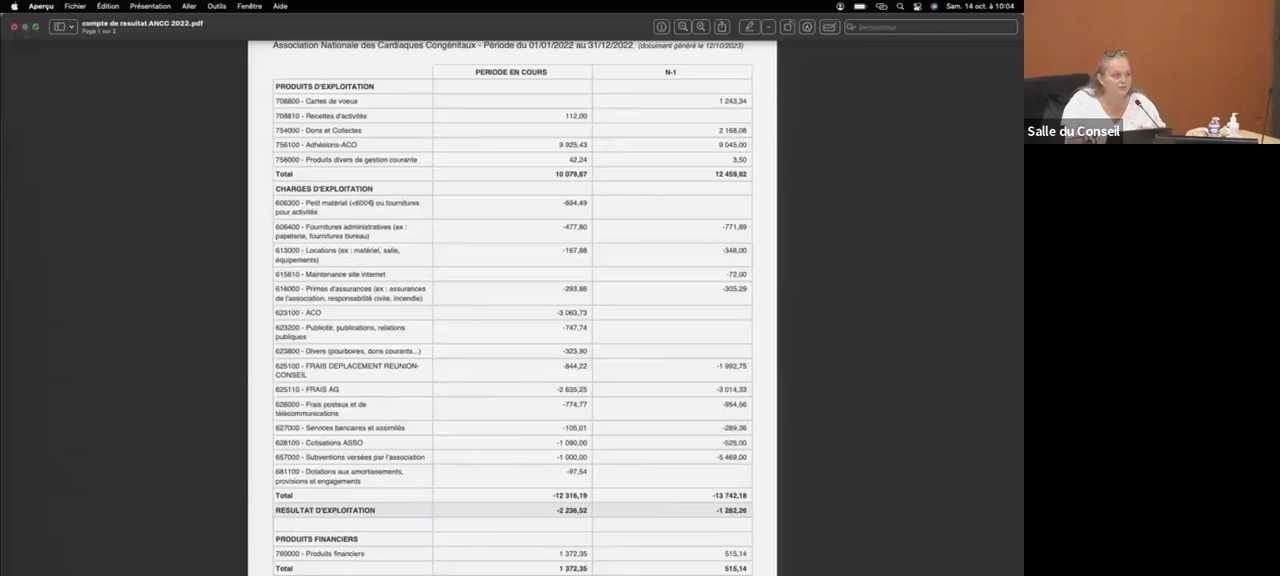 Aperçu Fichier Édition Présentation Aller Outils Fenêtre Aide Sam. 14 oct. à 10:04
compte de resultat ANCC 2022.pdf
Page 1 sur 2
Rechercher
Association Nationale des Cardiaques Congénitaux - Période du 01/01/2022 au 31/12/2022 (document généré le 12/10/2023)
PERIODE EN COURS N-1
PRODUITS D'EXPLOITATION
708800 - Cartes de voeux 1 243,34
708810 - Recettes d'activités 112,00
754000 - Dons et Collectes 2 168,08
756100 - Adhésions-ACO 9 925,43 9 045,00
758000 - Produits divers de gestion courante 42,24 3,50
Total 10 079,67 12 459,92
CHARGES D'EXPLOITATION
606300 - Petit matériel (<600€) ou fournitures
pour activités -694,49
606400 - Fournitures administratives (ex :
papeterie, fournitures bureau) -477,80 -771,89
613000 - Locations (ex : matériel, salle,
équipements) -167,88 -348,00
615610 - Maintenance site internet -72,00
616000 - Primes d'assurances (ex : assurances
de l'association, responsabilité civile, incendie) -293,86 -305,29
623100 - ACO -3 063,73
623200 - Publicité, publications, relations
publiques -747,74
623800 - Divers (pourboires, dons courants...) -323,90
625100 - FRAIS DEPLACEMENT REUNION-
CONSEIL -844,22 -1 992,75
625110 - FRAIS AG -2 635,25 -3 014,33
626000 - Frais postaux et de
télécommunications -774,77 -954,56
627000 - Services bancaires et assimilés -105,01 -289,36
628100 - Cotisations ASSO -1 090,00 -525,00
657000 - Subventions versées par l'association -1 000,00 -5 469,00
681100 - Dotations aux amortissements,
provisions et engagements -97,54
Total -12 316,19 -13 742,18
RESULTAT D'EXPLOITATION -2 236,52 -1 282,26
PRODUITS FINANCIERS
760000 - Produits financiers 1 372,35 515,14
Total 1 372,35 515,14
Salle du Conseil